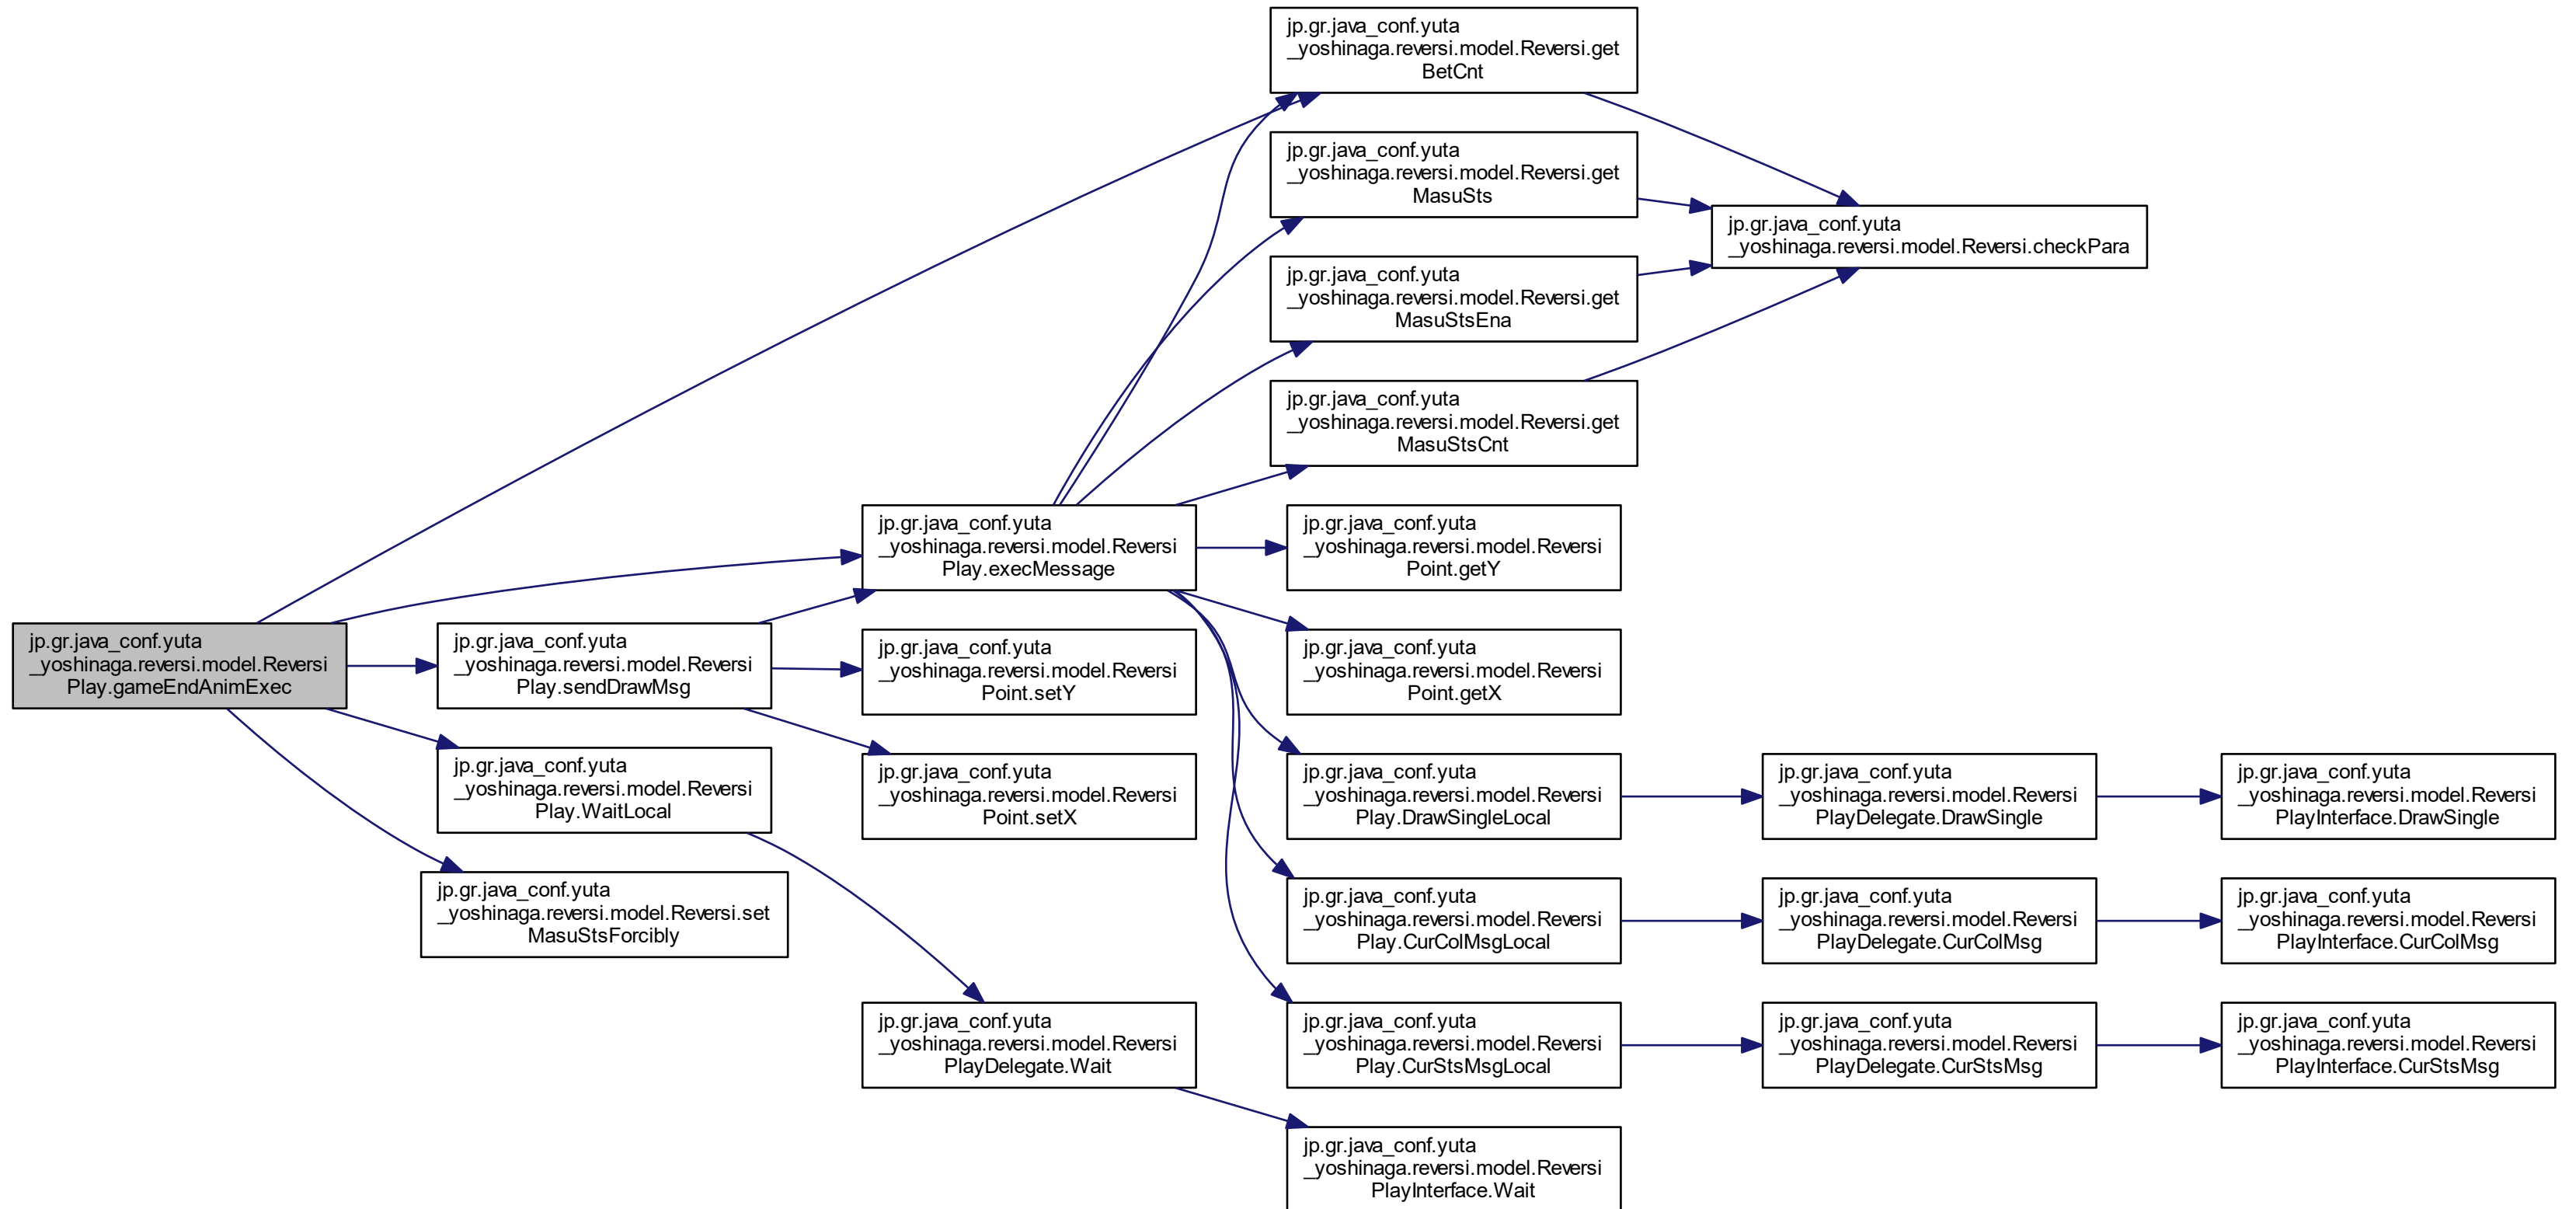 jp.gr.java_conf.yuta
_yoshinaga.reversi.model.Reversi.get
BetCnt
jp.gr.java_conf.yuta
_yoshinaga.reversi.model.Reversi.get
MasuSts
jp.gr.java_conf.yuta
_yoshinaga.reversi.model.Reversi.checkPara
jp.gr.java_conf.yuta
_yoshinaga.reversi.model.Reversi.get
MasuStsEna
jp.gr.java_conf.yuta
_yoshinaga.reversi.model.Reversi.get
MasuStsCnt
jp.gr.java_conf.yuta
_yoshinaga.reversi.model.Reversi
Play.execMessage
jp.gr.java_conf.yuta
_yoshinaga.reversi.model.Reversi
Point.getY
jp.gr.java_conf.yuta
_yoshinaga.reversi.model.Reversi
Play.gameEndAnimExec
jp.gr.java_conf.yuta
_yoshinaga.reversi.model.Reversi
Play.sendDrawMsg
jp.gr.java_conf.yuta
_yoshinaga.reversi.model.Reversi
Point.setY
jp.gr.java_conf.yuta
_yoshinaga.reversi.model.Reversi
Point.getX
jp.gr.java_conf.yuta
_yoshinaga.reversi.model.Reversi
Play.WaitLocal
jp.gr.java_conf.yuta
_yoshinaga.reversi.model.Reversi
Point.setX
jp.gr.java_conf.yuta
_yoshinaga.reversi.model.Reversi
Play.DrawSingleLocal
jp.gr.java_conf.yuta
_yoshinaga.reversi.model.Reversi
PlayDelegate.DrawSingle
jp.gr.java_conf.yuta
_yoshinaga.reversi.model.Reversi
PlayInterface.DrawSingle
jp.gr.java_conf.yuta
_yoshinaga.reversi.model.Reversi.set
MasuStsForcibly
jp.gr.java_conf.yuta
_yoshinaga.reversi.model.Reversi
Play.CurColMsgLocal
jp.gr.java_conf.yuta
_yoshinaga.reversi.model.Reversi
PlayDelegate.CurColMsg
jp.gr.java_conf.yuta
_yoshinaga.reversi.model.Reversi
PlayInterface.CurColMsg
jp.gr.java_conf.yuta
_yoshinaga.reversi.model.Reversi
PlayDelegate.Wait
jp.gr.java_conf.yuta
_yoshinaga.reversi.model.Reversi
Play.CurStsMsgLocal
jp.gr.java_conf.yuta
_yoshinaga.reversi.model.Reversi
PlayDelegate.CurStsMsg
jp.gr.java_conf.yuta
_yoshinaga.reversi.model.Reversi
PlayInterface.CurStsMsg
jp.gr.java_conf.yuta
_yoshinaga.reversi.model.Reversi
PlayInterface.Wait